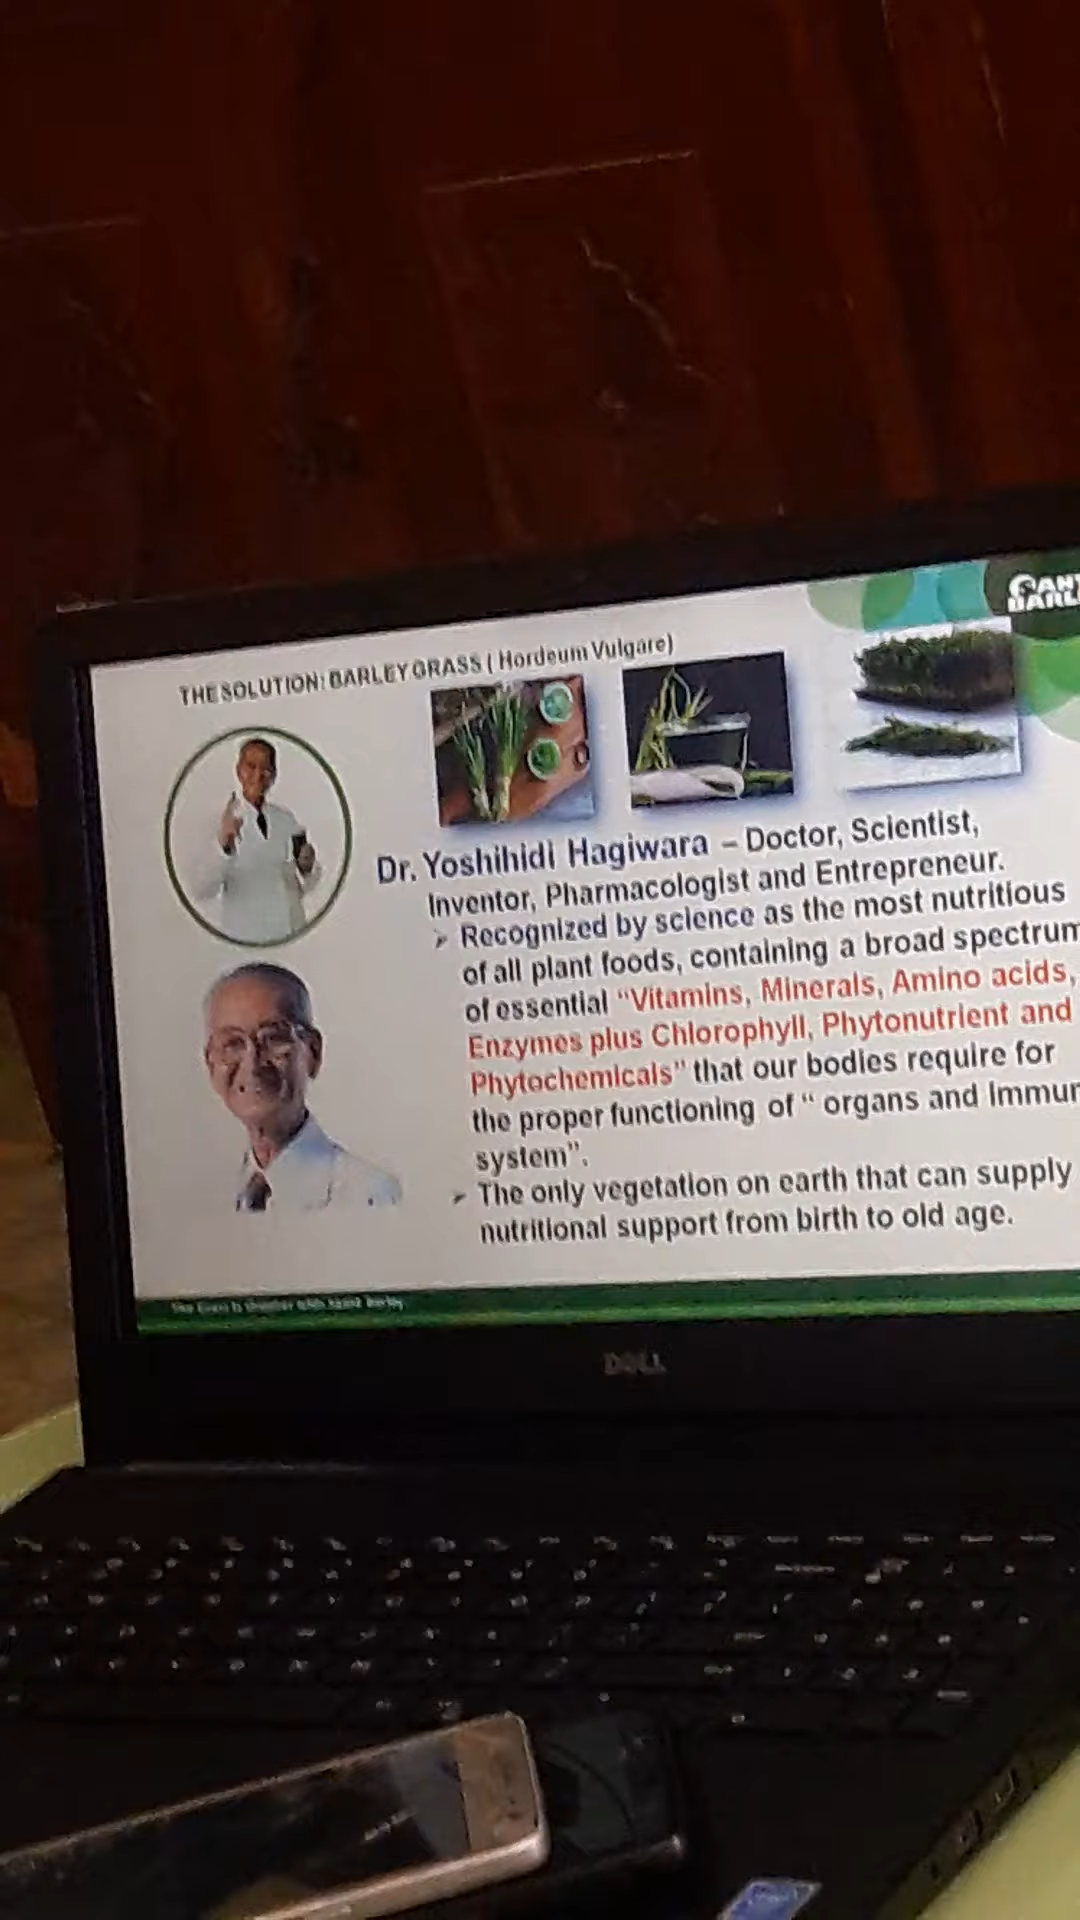 THE SOLUTION: BARLEY GRASS ( Hordeum Vulgare)
Dr. Yoshihidi Hagiwara – Doctor, Scientist,
Inventor, Pharmacologist and Entrepreneur.
➢ Recognized by science as the most nutritious
of all plant foods, containing a broad spectrum
of essential “Vitamins, Minerals, Amino acids,
Enzymes plus Chlorophyll, Phytonutrient and
Phytochemicals” that our bodies require for
the proper functioning of “ organs and Immun
system”.
➢ The only vegetation on earth that can supply
nutritional support from birth to old age.
DELL